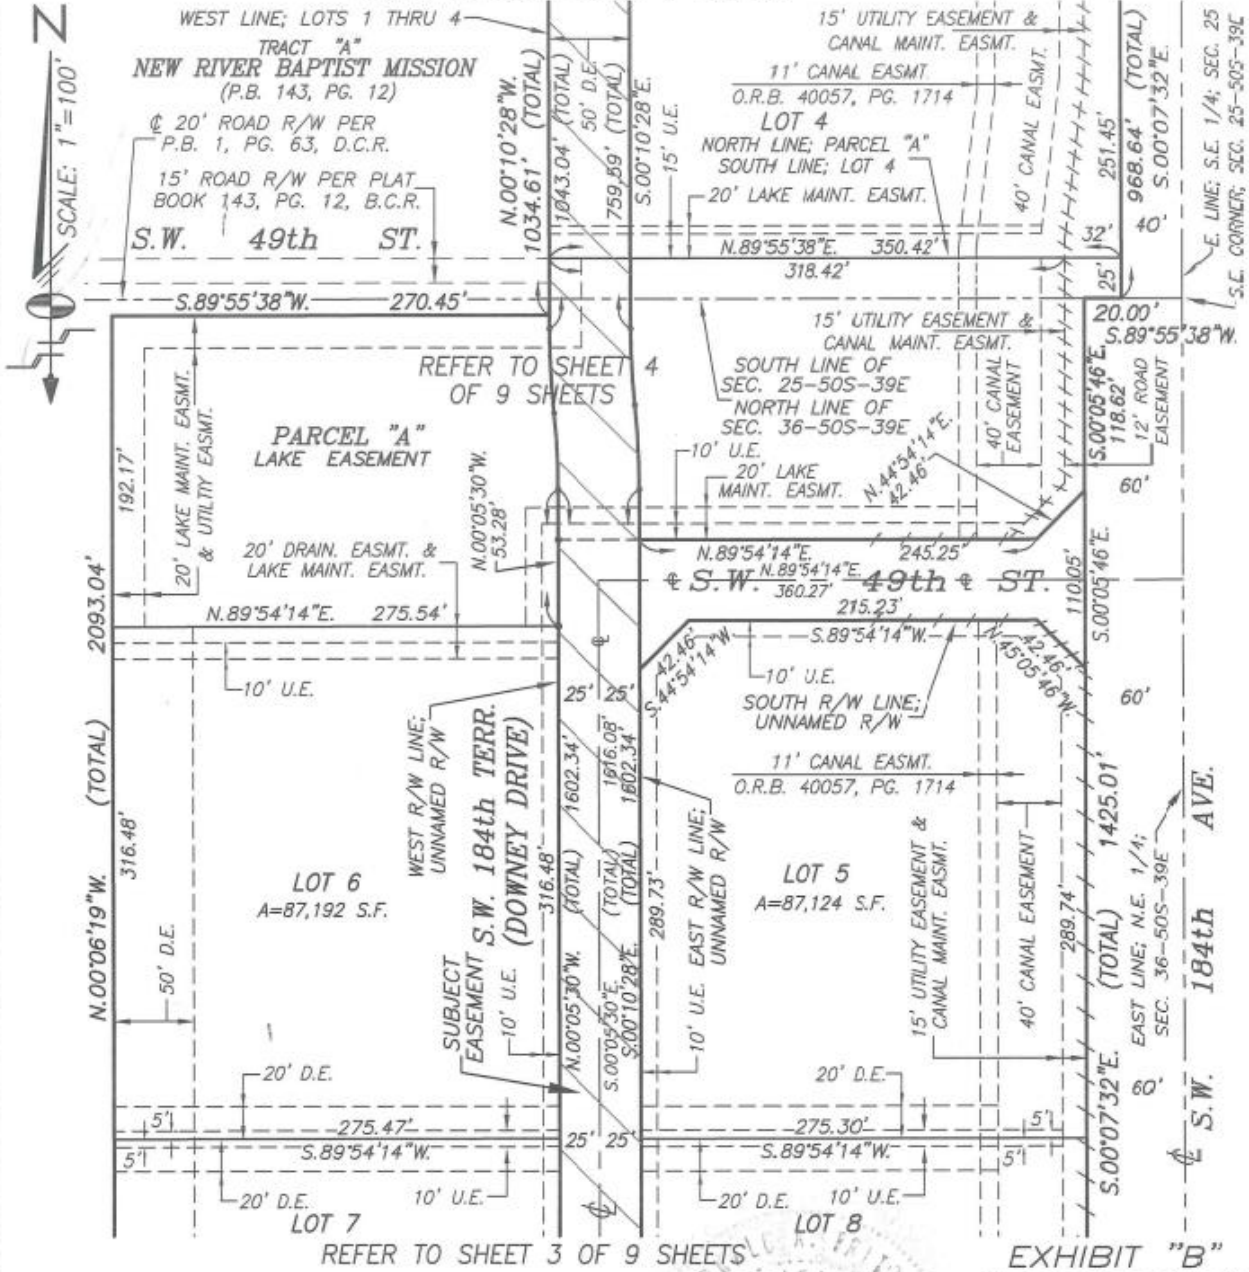 WEST LINE; LOTS 1 THRU 4
TRACT "A"
NEW RIVER BAPTIST MISSION
(P.B. 143, PG. 12)
℄ 20' ROAD R/W PER
P.B. 1, PG. 63, D.C.R.
15' ROAD R/W PER PLAT
BOOK 143, PG. 12, B.C.R.
S.W. 49th ST.
N
SCALE: 1"=100'
N.00°10'28"W.
1034.61' (TOTAL)
1043.04' (TOTAL)
50' D.E.
759.59' (TOTAL)
S.00°10'28"E.
15' U.E.
15' UTILITY EASEMENT &
CANAL MAINT. EASMT.
11' CANAL EASMT.
O.R.B. 40057, PG. 1714
LOT 4
NORTH LINE; PARCEL "A"
SOUTH LINE; LOT 4
20' LAKE MAINT. EASMT.
40' CANAL EASMT.
251.45'
968.64' (TOTAL)
S.00°07'32"E.
E. LINE; S.E. 1/4; SEC. 25
S.E. CORNER; SEC. 25-50S-39E
N.89°55'38"E. 350.42'
318.42'
32'
40'
25'
S.89°55'38"W. 270.45'
20.00'
S.89°55'38"W.
15' UTILITY EASEMENT &
CANAL MAINT. EASMT.
REFER TO SHEET 4
OF 9 SHEETS
SOUTH LINE OF
SEC. 25-50S-39E
NORTH LINE OF
SEC. 36-50S-39E
40' CANAL
EASEMENT
S.00°05'46"E.
118.62'
12' ROAD
EASEMENT
192.17'
20' LAKE MAINT. EASMT.
& UTILITIY EASMT.
PARCEL "A"
LAKE EASEMENT
10' U.E.
20' LAKE
MAINT. EASMT.
N.44°54'14"E.
42.46'
60'
N.00°05'30"W.
53.28'
20' DRAIN. EASMT. &
LAKE MAINT. EASMT.
2093.04'
N.89°54'14"E. 245.25'
℄ S.W. 49th ℄ ST.
N.89°54'14"E.
360.27'
110.05'
S.00°05'46"E.
N.89°54'14"E. 275.54'
215.23'
S.89°54'14"W.
42.46'
S.44°54'14"W.
42.46'
N.45°05'46"W.
10' U.E.
10' U.E.
℄
25' 25'
SOUTH R/W LINE;
UNNAMED R/W
60'
(TOTAL)
316.48'
N.00°06'19"W.
WEST R/W LINE;
UNNAMED R/W
S.W. 184th TERR.
(DOWNEY DRIVE)
1602.34'
1616.08'
1602.34'
11' CANAL EASMT.
O.R.B. 40057, PG. 1714
1425.01'
LOT 6
A=87,192 S.F.
316.48'
(TOTAL)
(TOTAL)
(TOTAL)
289.73'
EAST R/W LINE;
UNNAMED R/W
LOT 5
A=87,124 S.F.
15' UTILITY EASEMENT &
CANAL MAINT. EASMT.
40' CANAL EASEMENT
289.74'
(TOTAL)
EAST LINE; N.E. 1/4;
SEC. 36-50S-39E
℄ S.W. 184th AVE.
50' D.E.
SUBJECT
EASEMENT
10' U.E.
N.00°05'30"W.
S.00°05'30"E.
S.00°10'28"E.
10' U.E.
S.00°07'32"E.
60'
20' D.E.
20' D.E.
5'
275.47'
25' 25'
275.30'
5'
5'
S.89°54'14"W.
S.89°54'14"W.
5'
20' D.E.
10' U.E.
℄
20' D.E.
10' U.E.
LOT 7
LOT 8
REFER TO SHEET 3 OF 9 SHEETS
EXHIBIT "B"